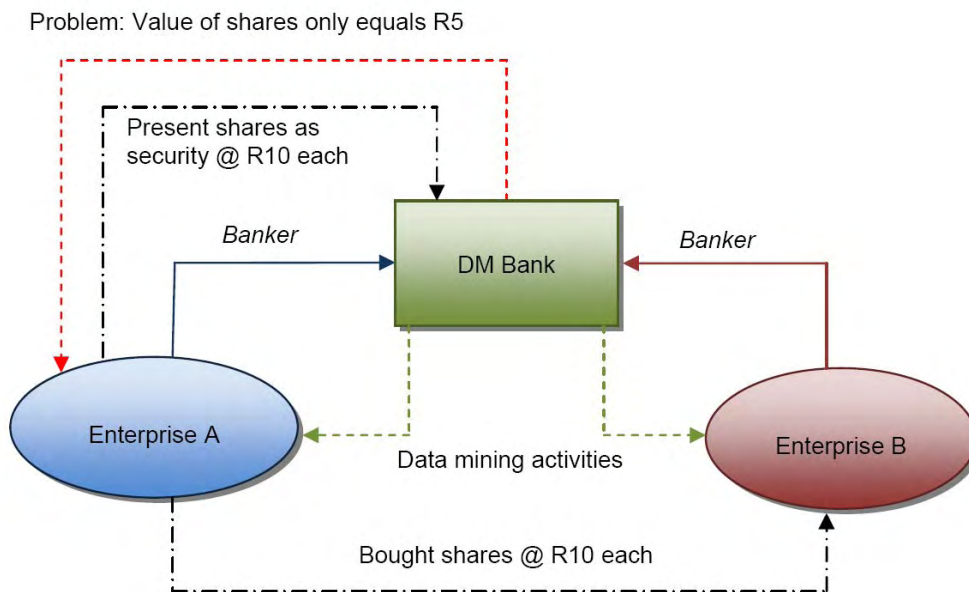 Problem: Value of shares only equals R5
Present shares as
security @ R10 each
Banker
Banker
DM Bank
Enterprise A
Enterprise B
Data mining activities
Bought shares @ R10 each